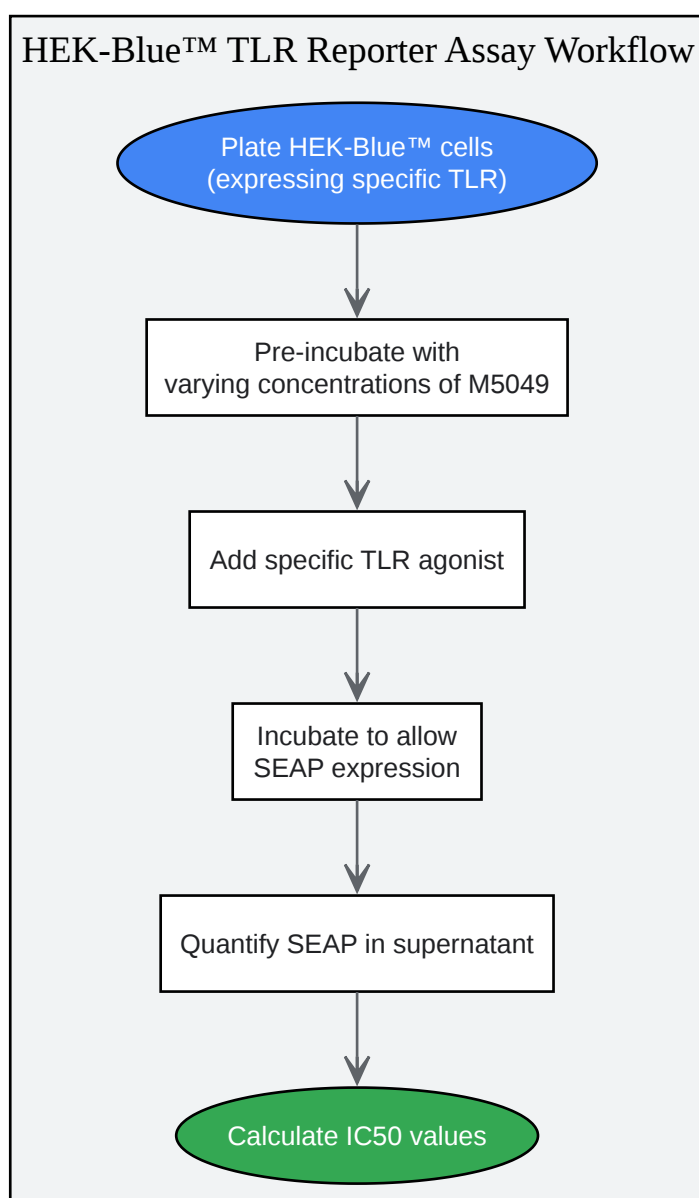 HEK-Blue™ TLR Reporter Assay Workflow
Plate HEK-Blue™ cells
(expressing specific TLR)
Pre-incubate with
varying concentrations of M5049
Add specific TLR agonist
Incubate to allow
SEAP expression
Quantify SEAP in supernatant
Calculate IC50 values